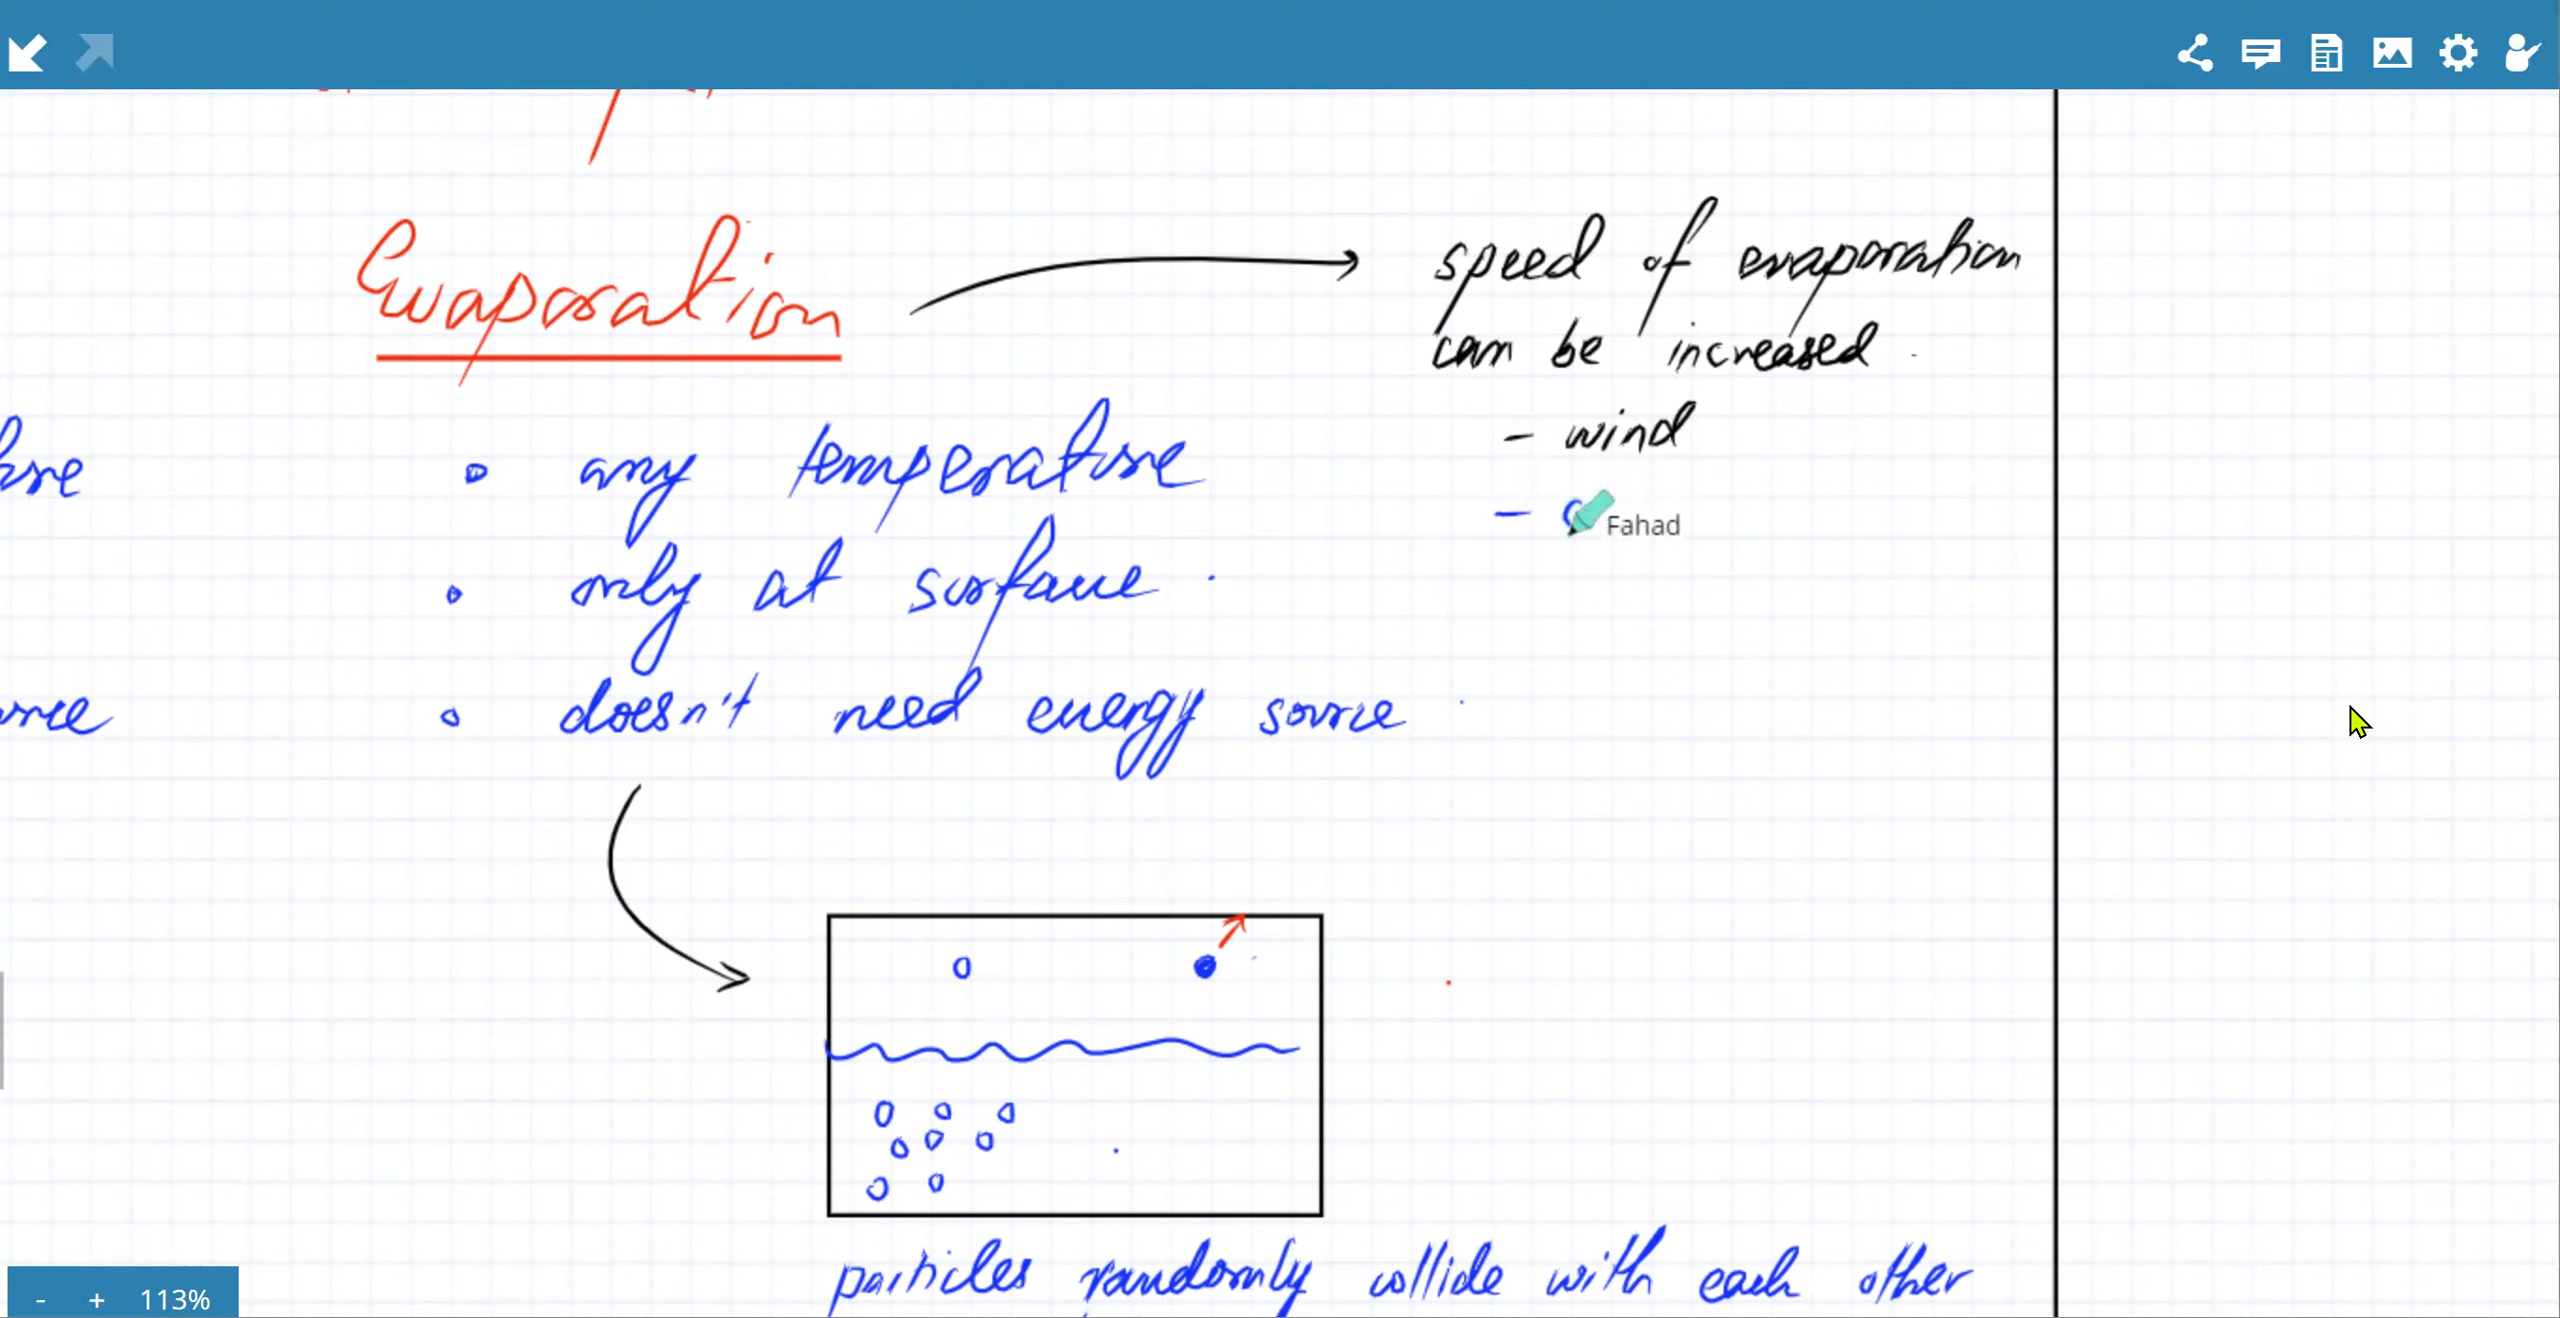 Evaporation
speed of evaporation
can be increased
- wind
-
Fahad
• any temperature
• only at surface
• doesn't need energy source
particles randomly collide with each other
- + 113%